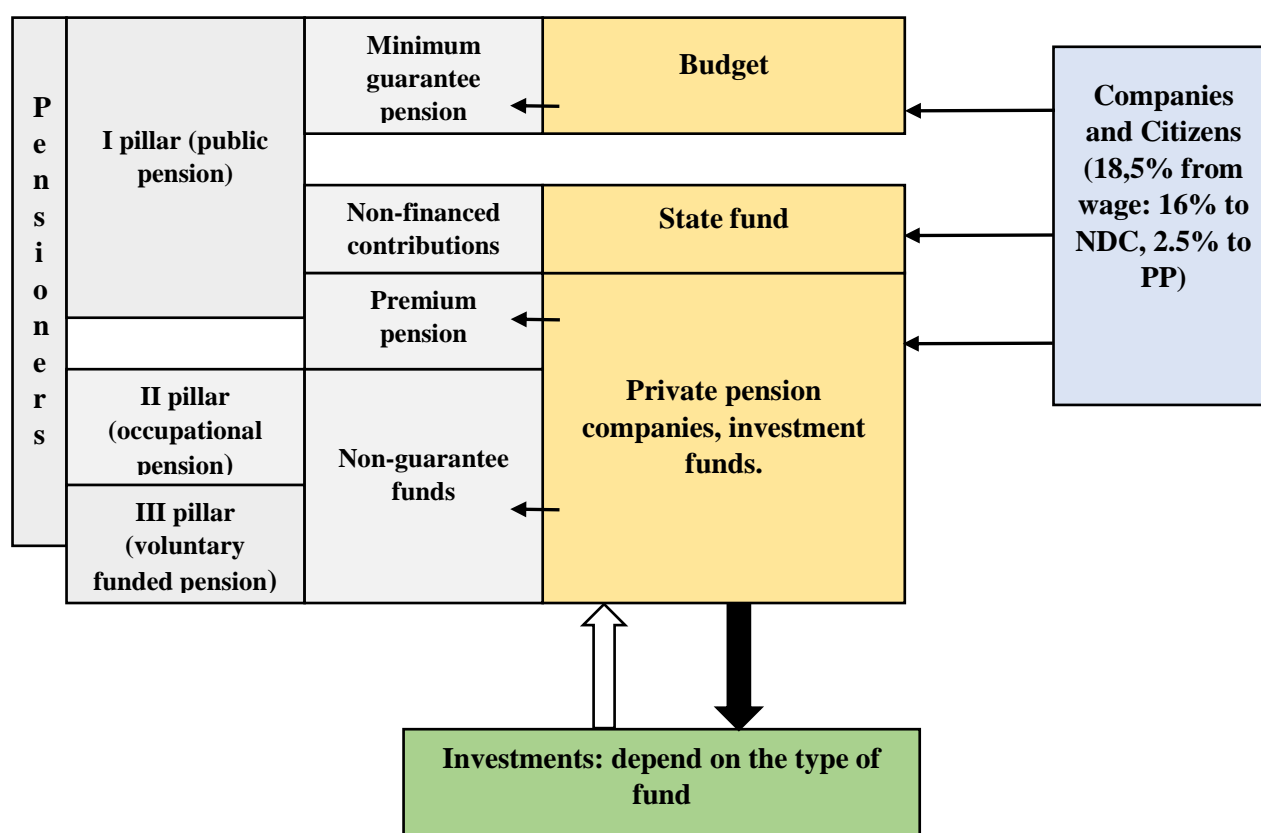 Pensioners
I pillar (public
pension)
Minimum
guarantee
pension
Budget
Companies
and Citizens
(18,5% from
wage: 16% to
NDC, 2.5% to
PP)
Non-financed
contributions
State fund
Premium
pension
II pillar
(occupational
pension)
III pillar
(voluntary
funded pension)
Non-guarantee
funds
Private pension
companies, investment
funds.
Investments: depend on the type of
fund